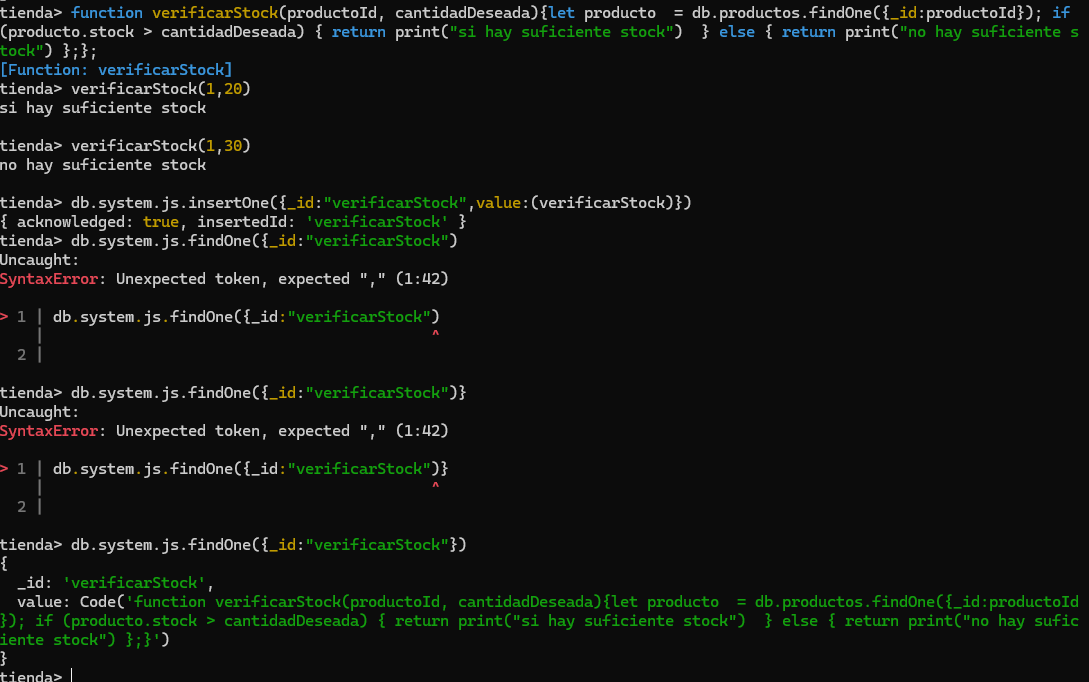 tienda> function verificarStock(productoId, cantidadDeseada){let producto  = db.productos.findOne({_id:productoId}); if
(producto.stock > cantidadDeseada) { return print("si hay suficiente stock")  } else { return print("no hay suficiente s
tock") };};
[Function: verificarStock]
tienda> verificarStock(1,20)
si hay suficiente stock
tienda> verificarStock(1,30)
no hay suficiente stock
tienda> db.system.js.insertOne({_id:"verificarStock",value:(verificarStock)})
{ acknowledged: true, insertedId: 'verificarStock' }
tienda> db.system.js.findOne({_id:"verificarStock")
Uncaught:
SyntaxError: Unexpected token, expected "," (1:42)
> 1 | db.system.js.findOne({_id:"verificarStock")
|                                           ^
2 |
tienda> db.system.js.findOne({_id:"verificarStock")}
Uncaught:
SyntaxError: Unexpected token, expected "," (1:42)
> 1 | db.system.js.findOne({_id:"verificarStock")}
|                                           ^
2 |
tienda> db.system.js.findOne({_id:"verificarStock"})
{
_id: 'verificarStock',
value: Code('function verificarStock(productoId, cantidadDeseada){let producto  = db.productos.findOne({_id:productoId
}); if (producto.stock > cantidadDeseada) { return print("si hay suficiente stock")  } else { return print("no hay sufic
iente stock") };}')
}
tienda>